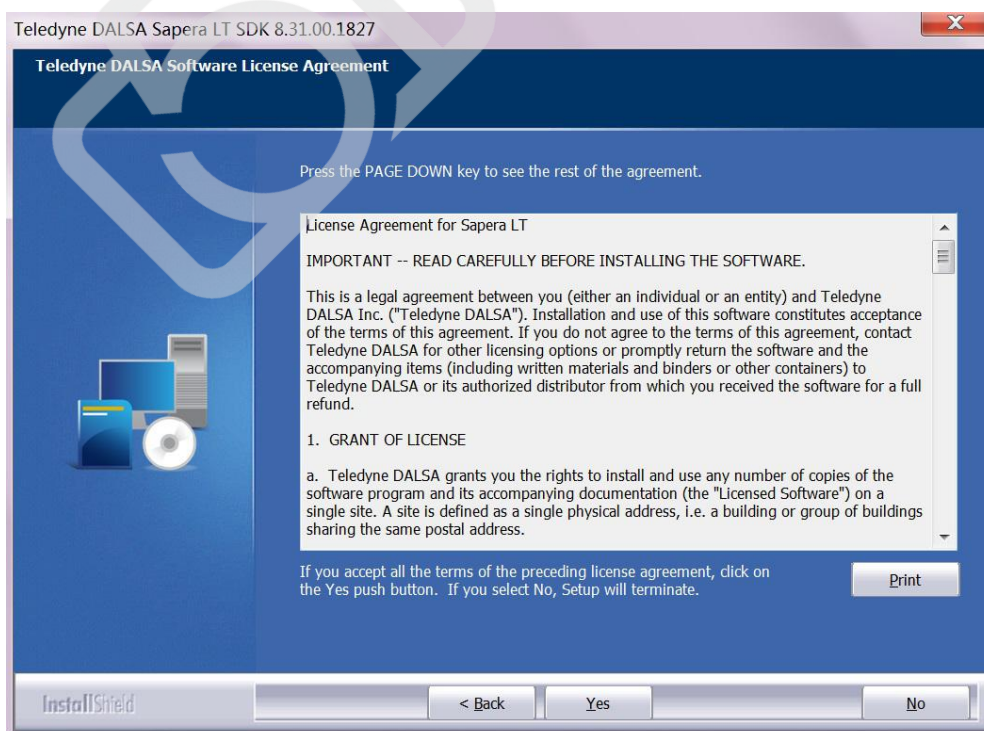 Teledyne DALSA Sapera LT SDK 8.31.00.1827
X
Teledyne DALSA Software License Agreement
Press the PAGE DOWN key to see the rest of the agreement.
License Agreement for Sapera LT
IMPORTANT -- READ CAREFULLY BEFORE INSTALLING THE SOFTWARE.
This is a legal agreement between you (either an individual or an entity) and Teledyne
DALSA Inc. ("Teledyne DALSA"). Installation and use of this software constitutes acceptance
of the terms of this agreement. If you do not agree to the terms of this agreement, contact
Teledyne DALSA for other licensing options or promptly return the software and the
accompanying items (including written materials and binders or other containers) to
Teledyne DALSA or its authorized distributor from which you received the software for a full
refund.
1. GRANT OF LICENSE
a. Teledyne DALSA grants you the rights to install and use any number of copies of the
software program and its accompanying documentation (the "Licensed Software") on a
single site. A site is defined as a single physical address, i.e. a building or group of buildings
sharing the same postal address.
If you accept all the terms of the preceding license agreement, click on
the Yes push button. If you select No, Setup will terminate.
Print
InstallShield
< Back
Yes
No